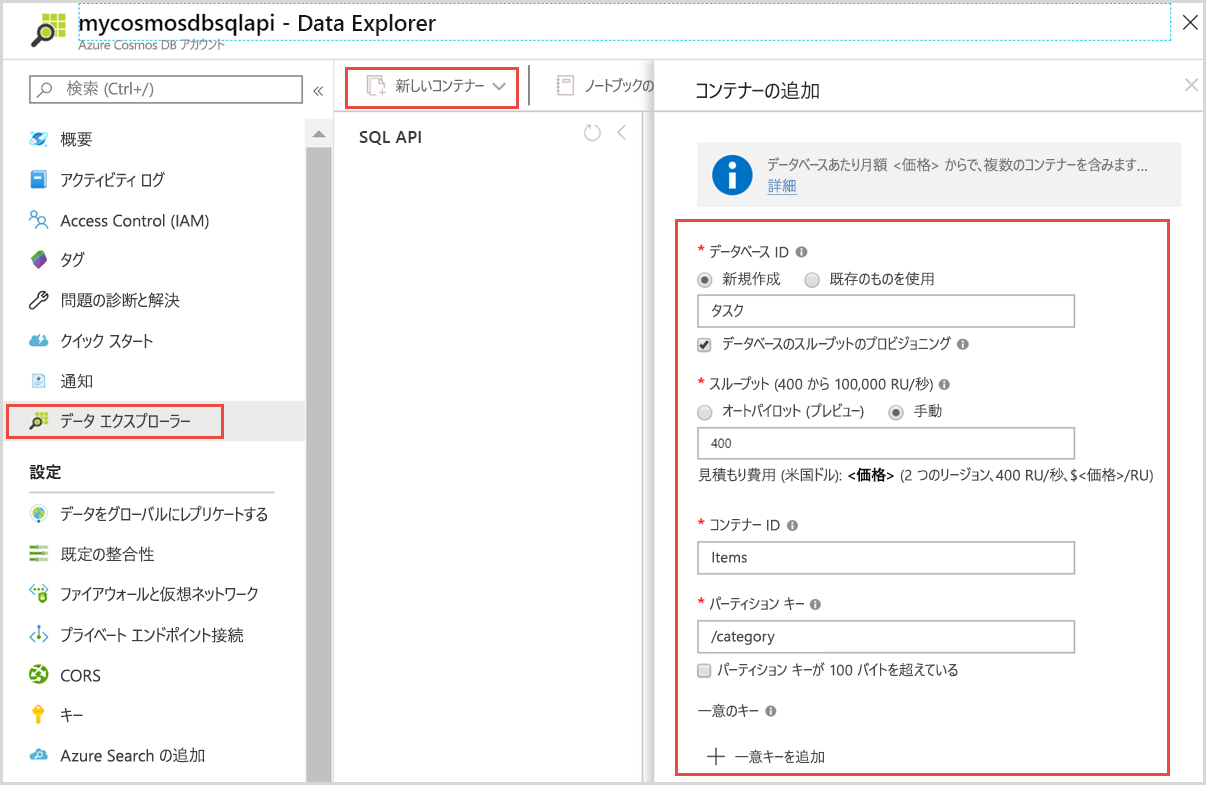 mycosmosdbsqlapi - Data Explorer
Azure Cosmos DB アカウント
検索 (Ctrl+/)
概要
アクティビティ ログ
Access Control (IAM)
タグ
問題の診断と解決
クイック スタート
通知
データ エクスプローラー
設定
データをグローバルにレプリケートする
既定の整合性
ファイアウォールと仮想ネットワーク
プライベート エンドポイント接続
CORS
キー
Azure Search の追加
新しいコンテナー
ノートブックの
SQL API
コンテナーの追加
データベースあたり月額 <価格> からで、複数のコンテナーを含みます...
詳細
* データベース ID
新規作成 既存のものを使用
タスク
データベースのスループットのプロビジョニング
* スループット (400 から 100,000 RU/秒)
オートパイロット (プレビュー) 手動
400
見積もり費用 (米国ドル): <価格> (2 つのリージョン、400 RU/秒、$<価格>/RU)
* コンテナー ID
Items
* パーティション キー
/category
パーティション キーが 100 バイトを超えている
一意のキー
一意キーを追加